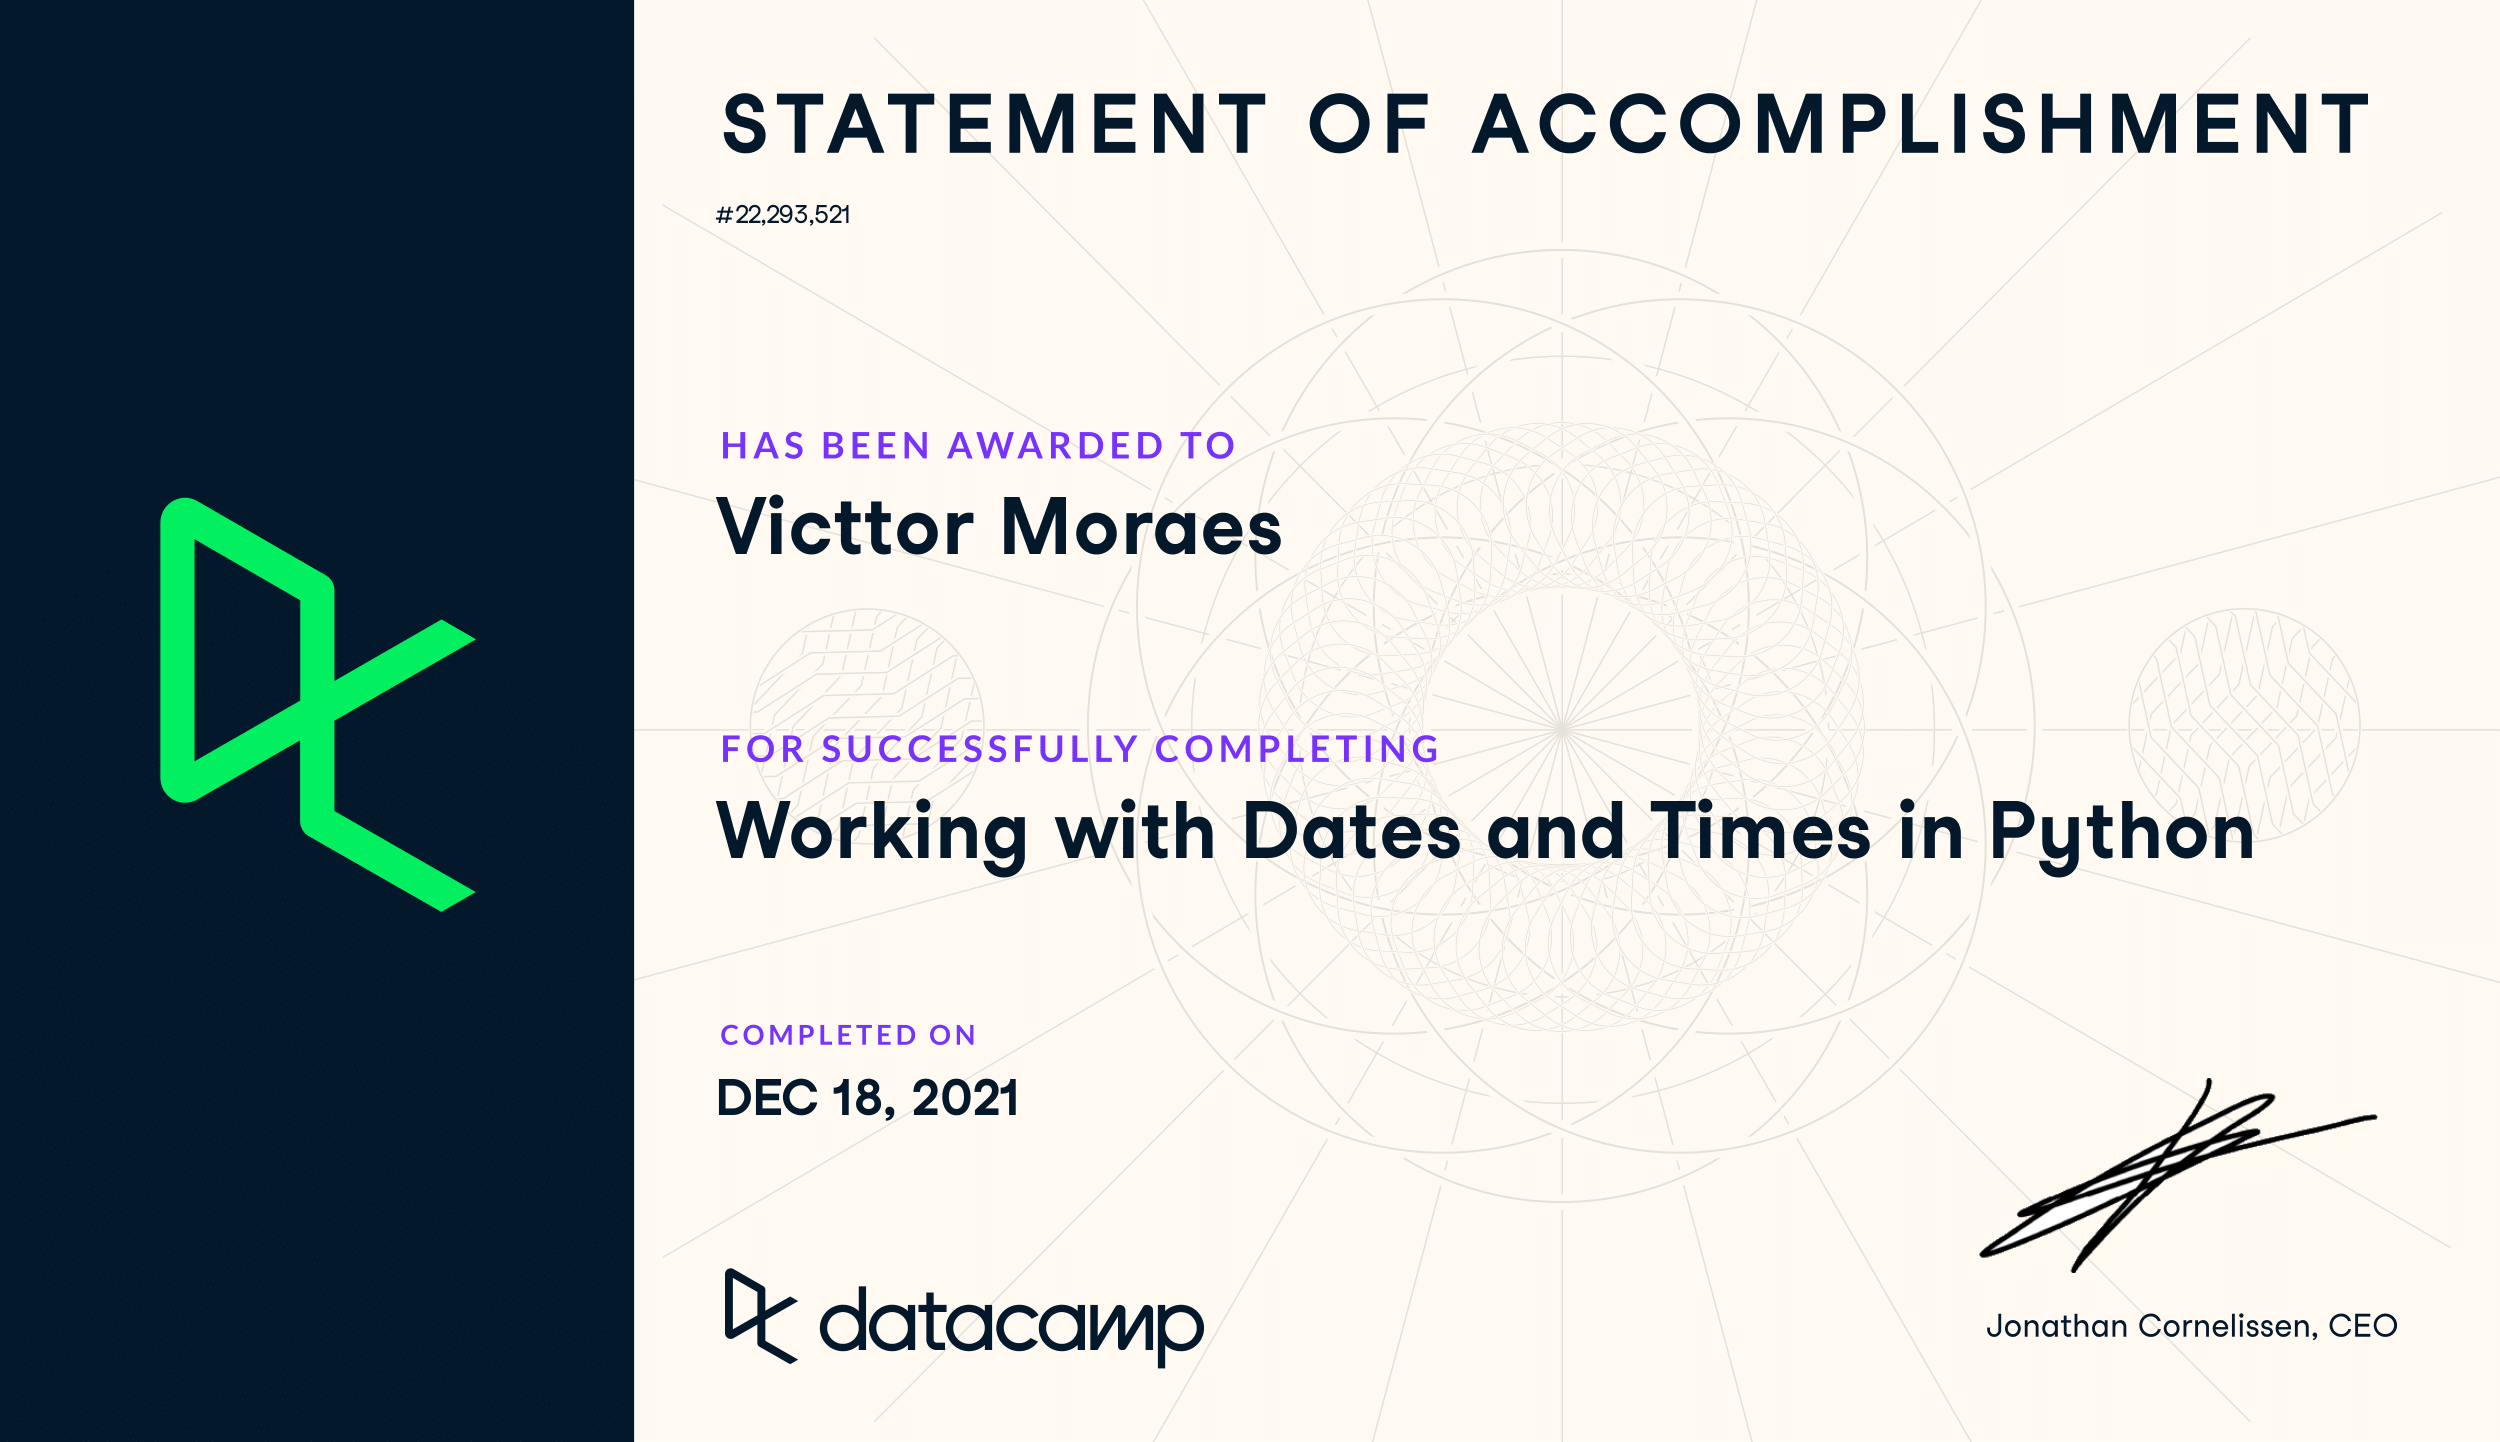 STATEMENT OF ACCOMPLISHMENT
#22,293,521
HAS BEEN AWARDED TO
Victtor Moraes
FOR SUCCESSFULLY COMPLETING
Working with Dates and Times in Python
COMPLETED ON
DEC 18, 2021
datacamp
Jonathan Cornelissen, CEO